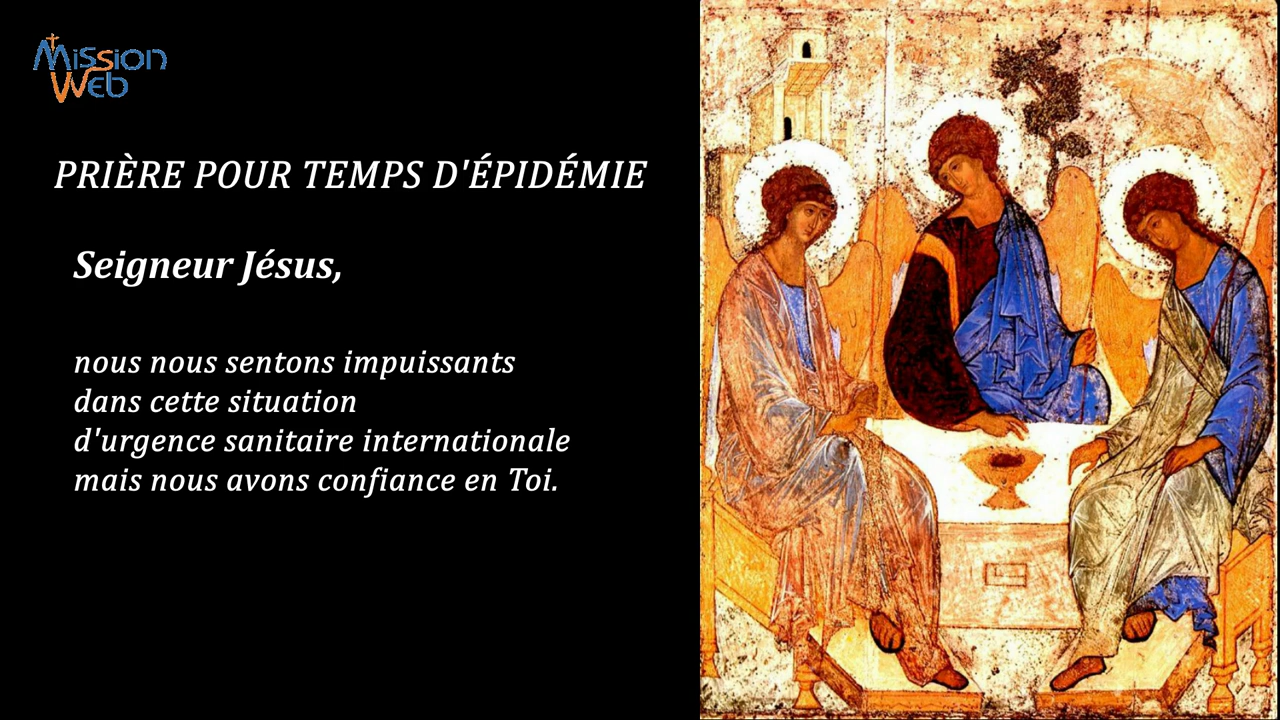 Mission
Web
PRIÈRE POUR TEMPS D'ÉPIDÉMIE
Seigneur Jésus,
nous nous sentons impuissants
dans cette situation
d'urgence sanitaire internationale
mais nous avons confiance en Toi.